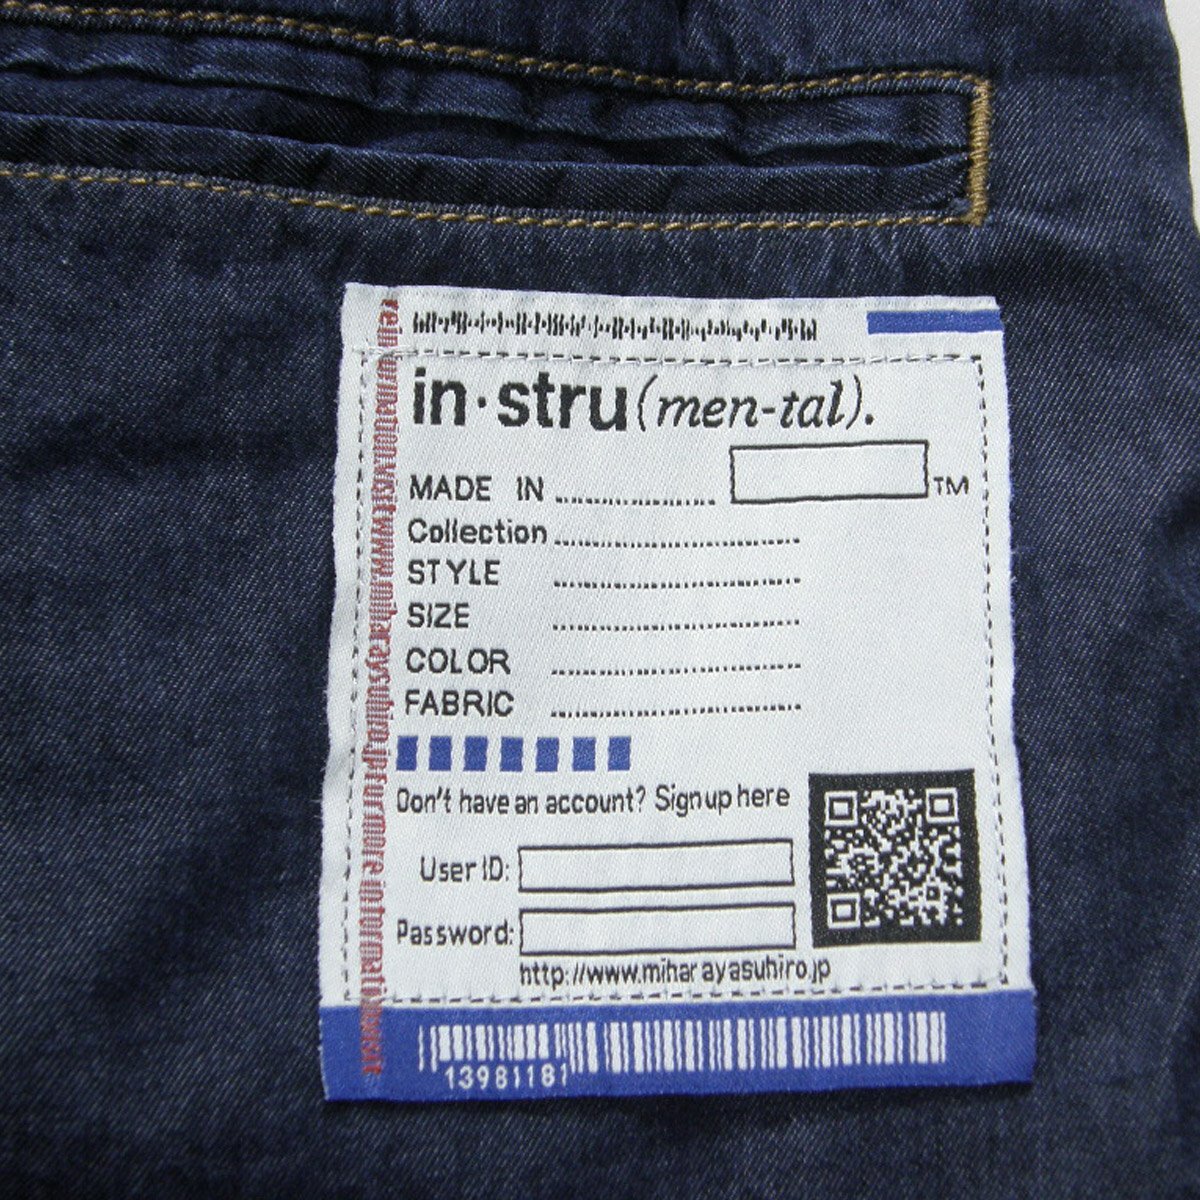 in·stru(men-tal).
MADE IN
TM
Collection
STYLE
SIZE
COLOR
FABRIC
Don't have an account? Sign up here
User ID:
Password:
http://www.miharayasuhiro.jp
13981181